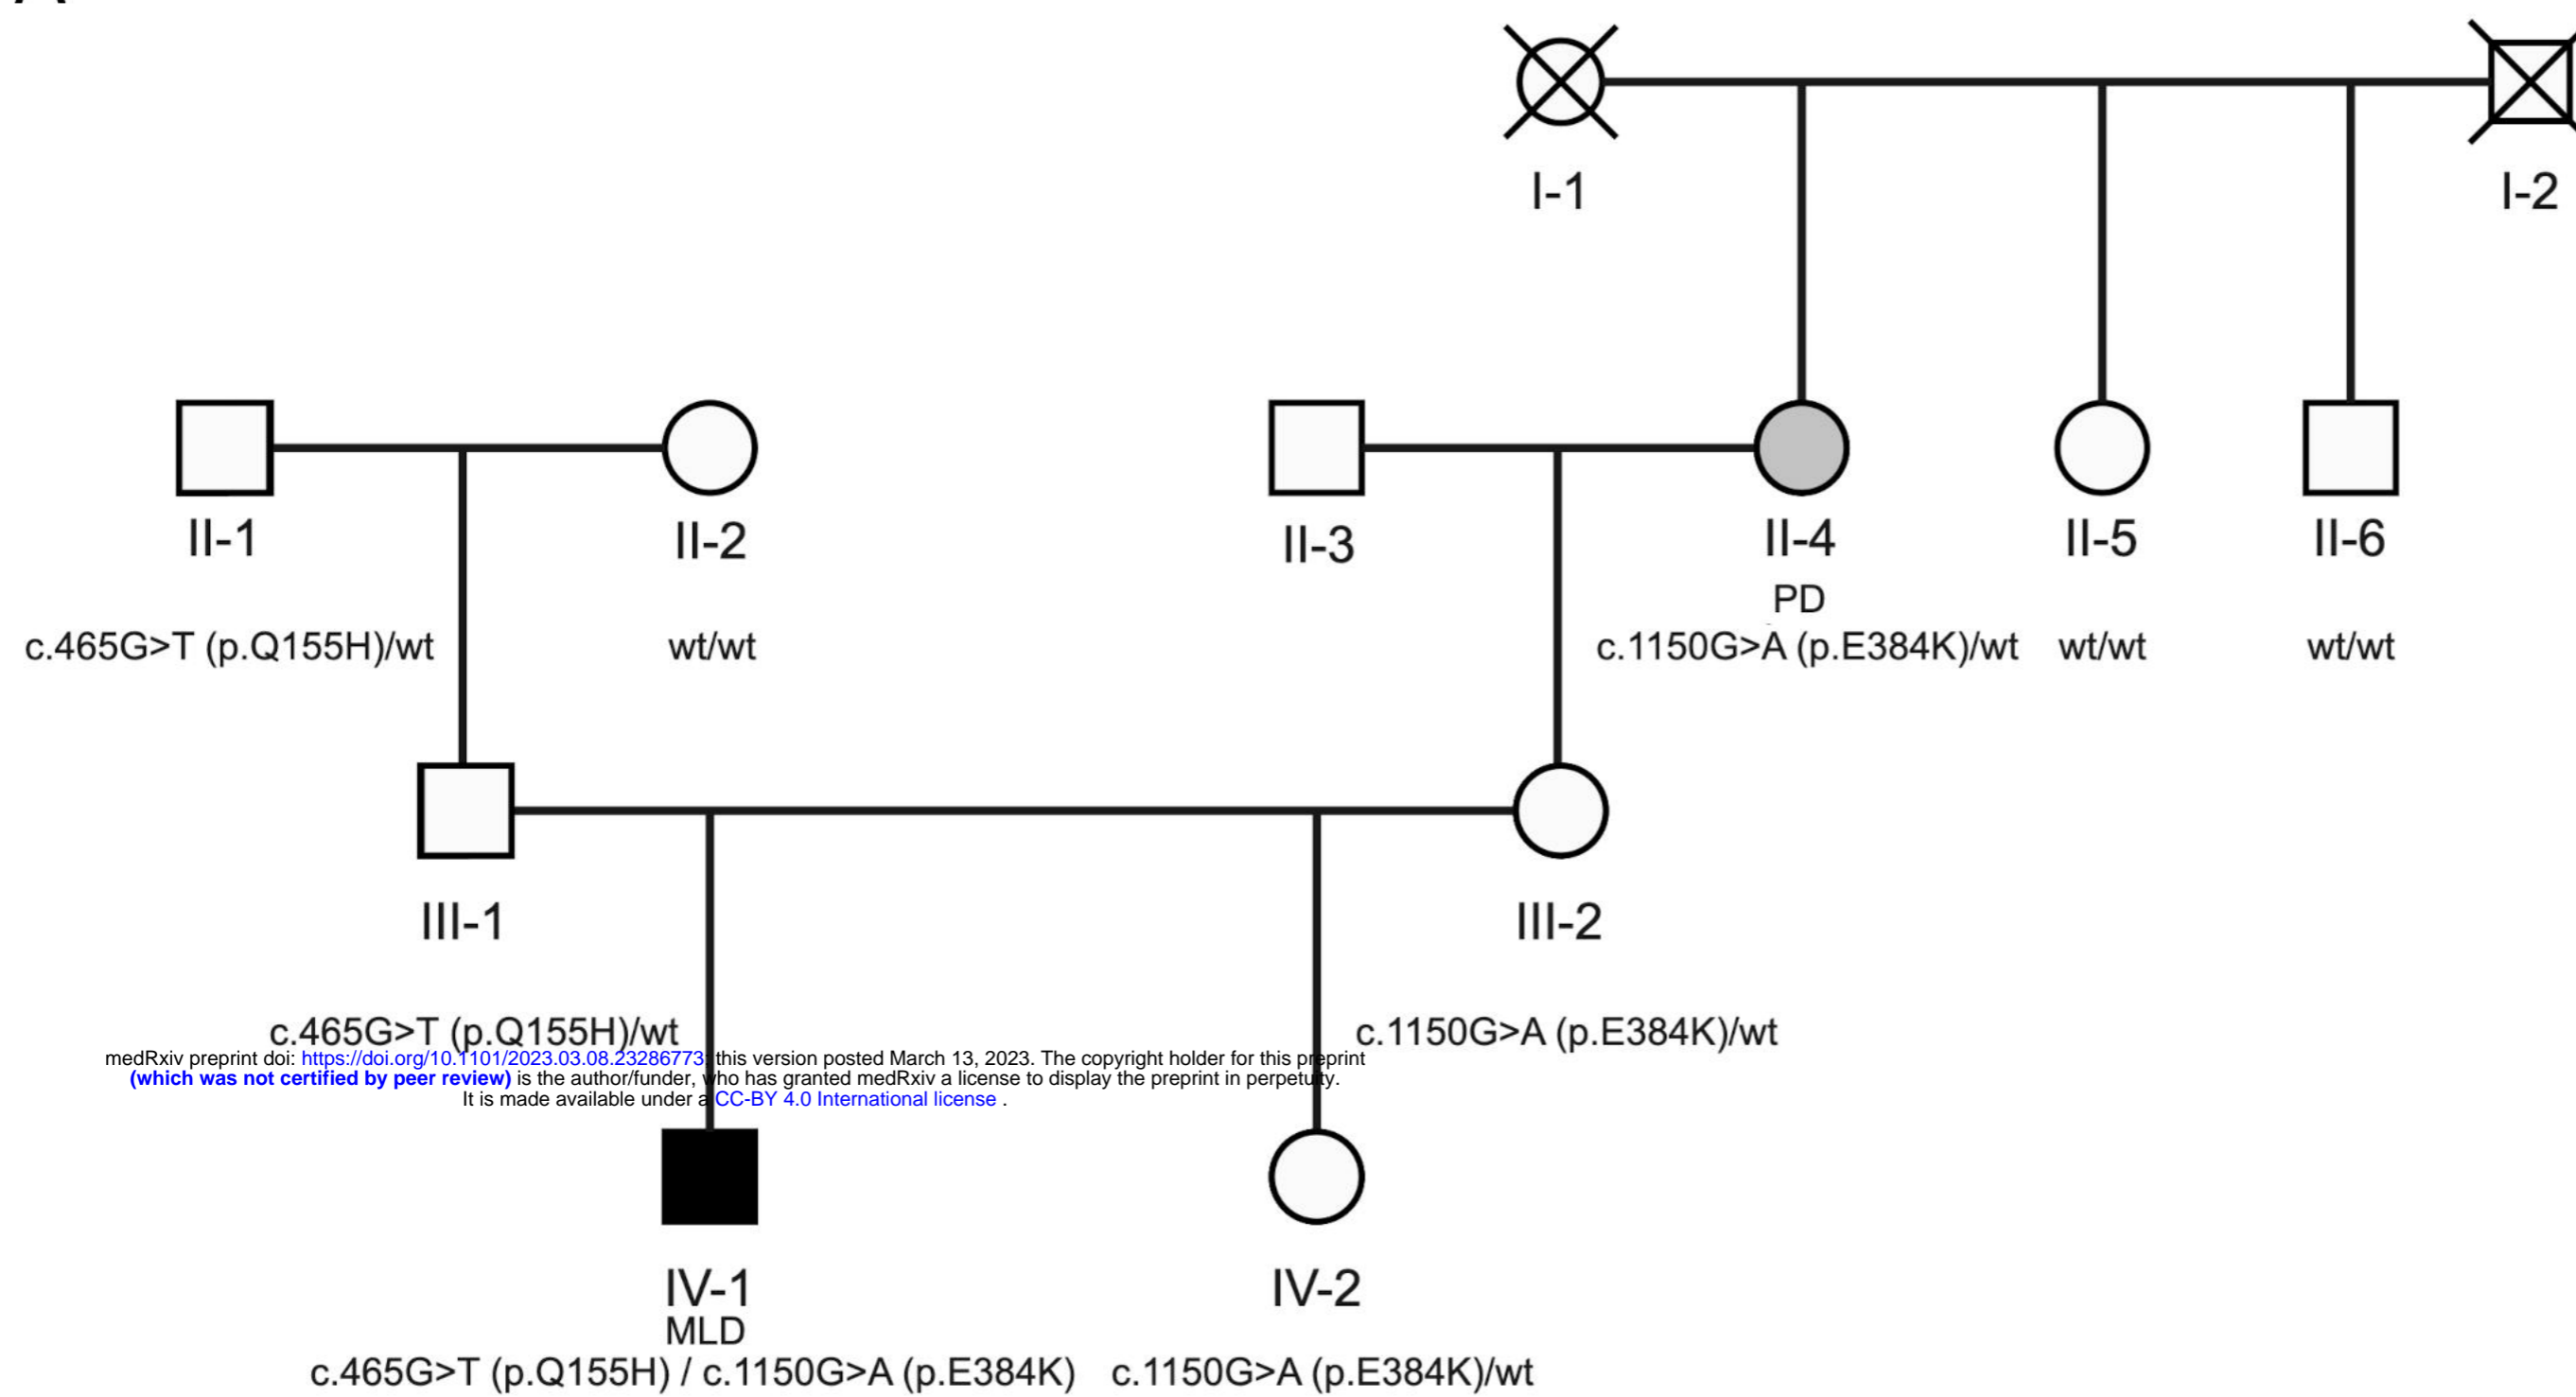 I-1 I-2
II-1 II-2 II-3 II-4 II-5 II-6
PD
c.465G>T (p.Q155H)/wt wt/wt c.1150G>A (p.E384K)/wt wt/wt wt/wt
III-1 III-2
c.465G>T (p.Q155H)/wt c.1150G>A (p.E384K)/wt
medRxiv preprint doi: https://doi.org/10.1101/2023.03.08.23286773; this version posted March 13, 2023. The copyright holder for this preprint
(which was not certified by peer review) is the author/funder, who has granted medRxiv a license to display the preprint in perpetuity.
It is made available under a CC-BY 4.0 International license .
IV-1 IV-2
MLD
c.465G>T (p.Q155H) / c.1150G>A (p.E384K) c.1150G>A (p.E384K)/wt